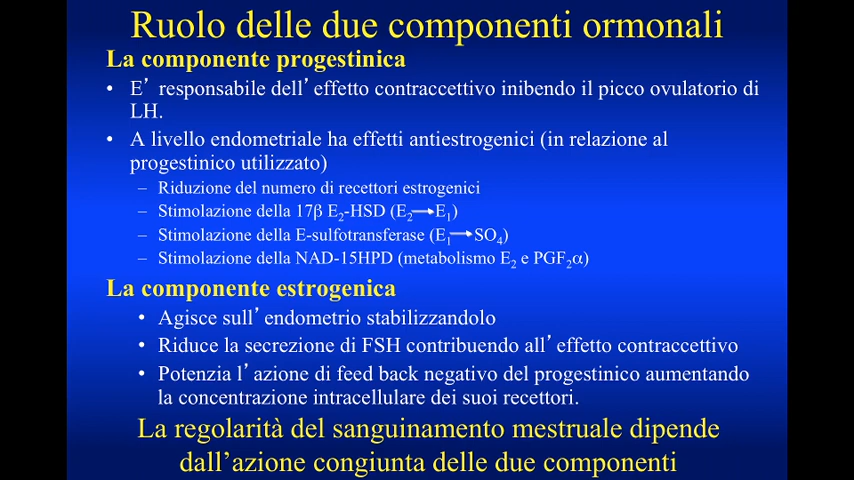 Ruolo delle due componenti ormonali
La componente progestinica
• E’ responsabile dell’effetto contraccettivo inibendo il picco ovulatorio di
LH.
• A livello endometriale ha effetti antiestrogenici (in relazione al
progestinico utilizzato)
– Riduzione del numero di recettori estrogenici
– Stimolazione della 17β E₂-HSD (E₂→E₁)
– Stimolazione della E-sulfotransferase (E₁→SO₄)
– Stimolazione della NAD-15HPD (metabolismo E₂ e PGF₂α)
La componente estrogenica
• Agisce sull’endometrio stabilizzandolo
• Riduce la secrezione di FSH contribuendo all’effetto contraccettivo
• Potenzia l’azione di feed back negativo del progestinico aumentando
la concentrazione intracellulare dei suoi recettori.
La regolarità del sanguinamento mestruale dipende
dall’azione congiunta delle due componenti